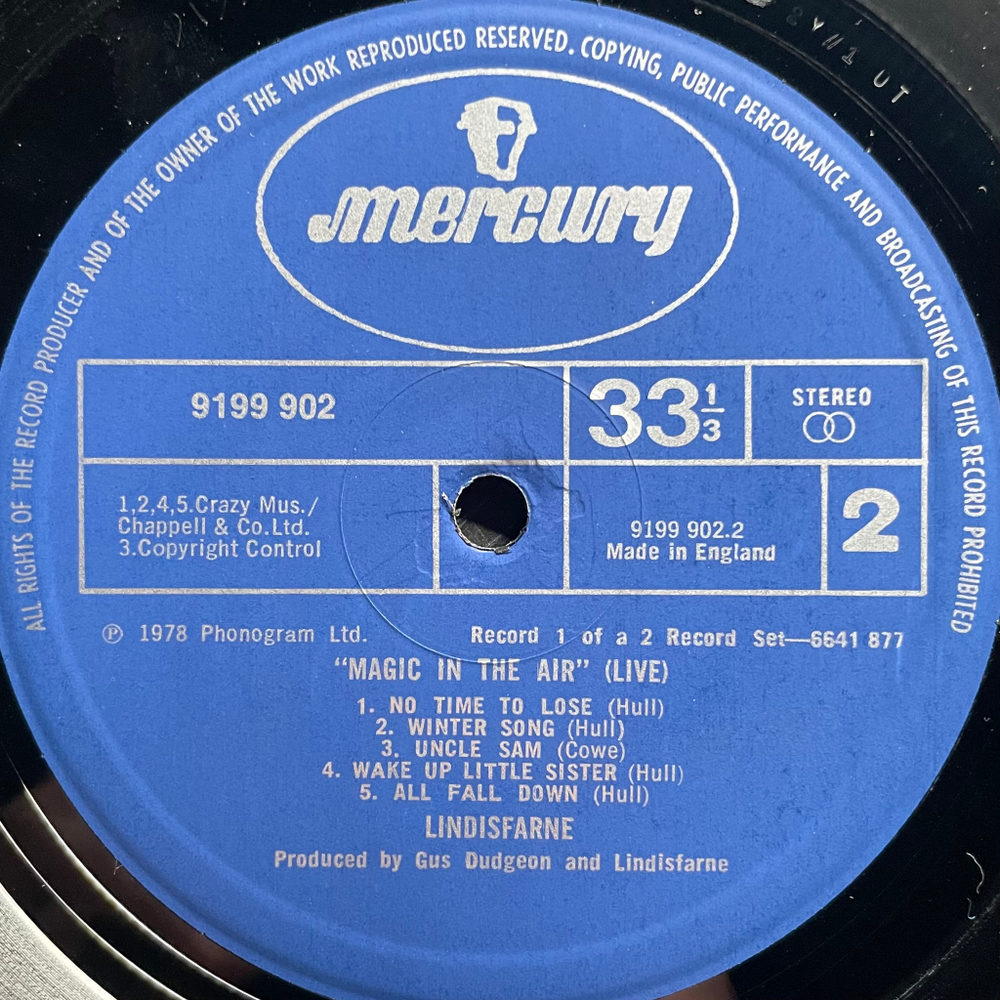 ALL RIGHTS OF THE RECORD PRODUCER AND OF THE OWNER OF THE WORK REPRODUCED RESERVED. COPYING, PUBLIC PERFORMANCE AND BROADCASTING OF THIS RECORD PROHIBITED
mercury
9199 902
33 1/3
STEREO
1,2,4,5.Crazy Mus./
Chappell & Co.Ltd.
3.Copyright Control
9199 902.2
Made in England
2
Ⓟ 1978 Phonogram Ltd.
Record 1 of a 2 Record Set—6641 877
"MAGIC IN THE AIR" (LIVE)
1. NO TIME TO LOSE (Hull)
2. WINTER SONG (Hull)
3. UNCLE SAM (Cowe)
4. WAKE UP LITTLE SISTER (Hull)
5. ALL FALL DOWN (Hull)
LINDISFARNE
Produced by Gus Dudgeon and Lindisfarne